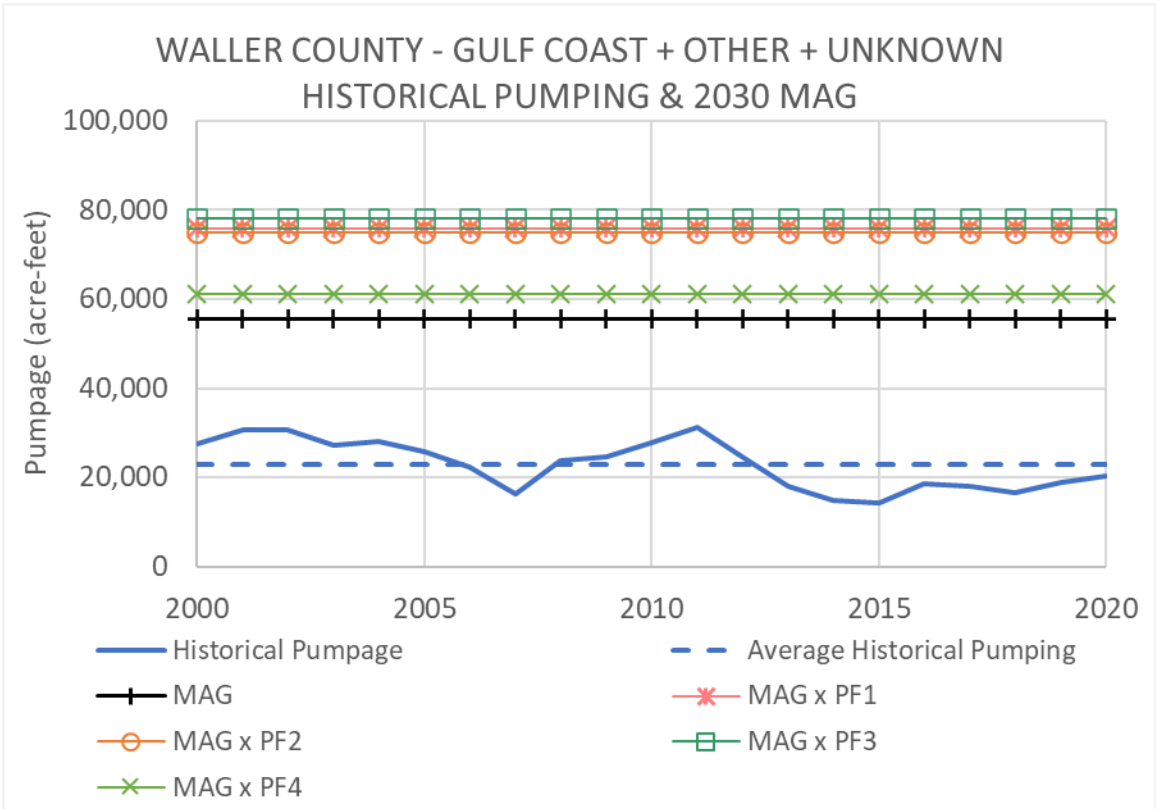 WALLER COUNTY - GULF COAST + OTHER + UNKNOWN
HISTORICAL PUMPING & 2030 MAG
Pumpage (acre-feet)
100,000
80,000
60,000
40,000
20,000
0
2000 2005 2010 2015 2020
Historical Pumpage Average Historical Pumping
MAG MAG x PF1
MAG x PF2 MAG x PF3
MAG x PF4